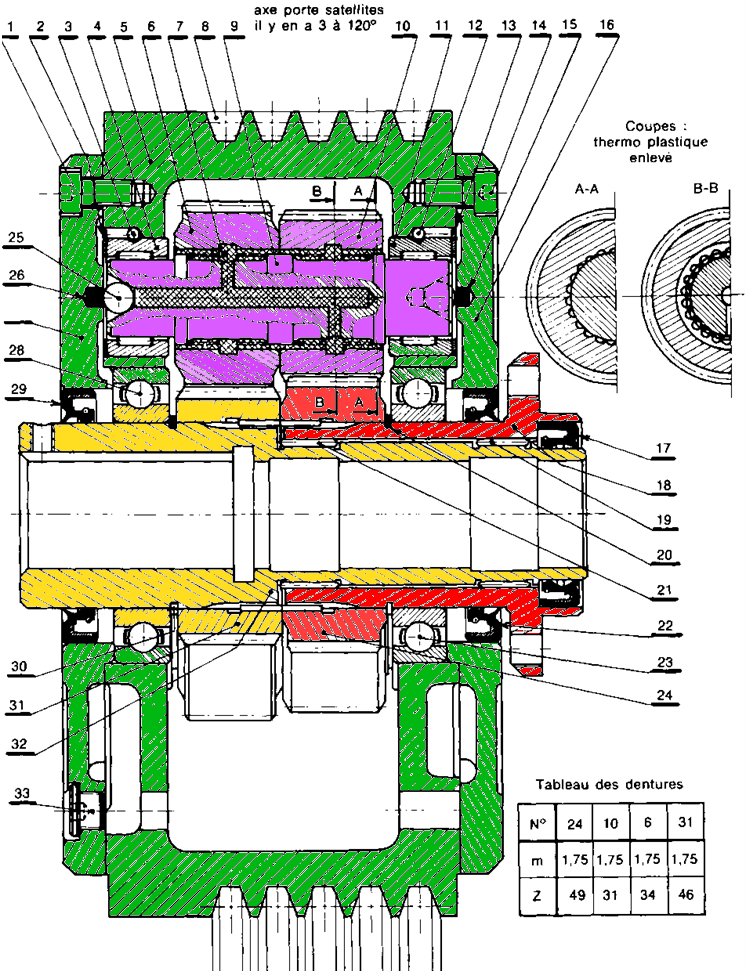 axe porte satellites
il y en a 3 à 120°
1 2 3 4 5 6 7 8 9 10 11 12 13 14 15 16
Coupes :
thermo plastique
enlevé
A-A B-B
B A
25
26
28
29
B A
17
18
19
20
21
22
23
24
30
31
32
33
Tableau des dentures
N° 24 10 6 31
m 1,75 1,75 1,75 1,75
Z 49 31 34 46